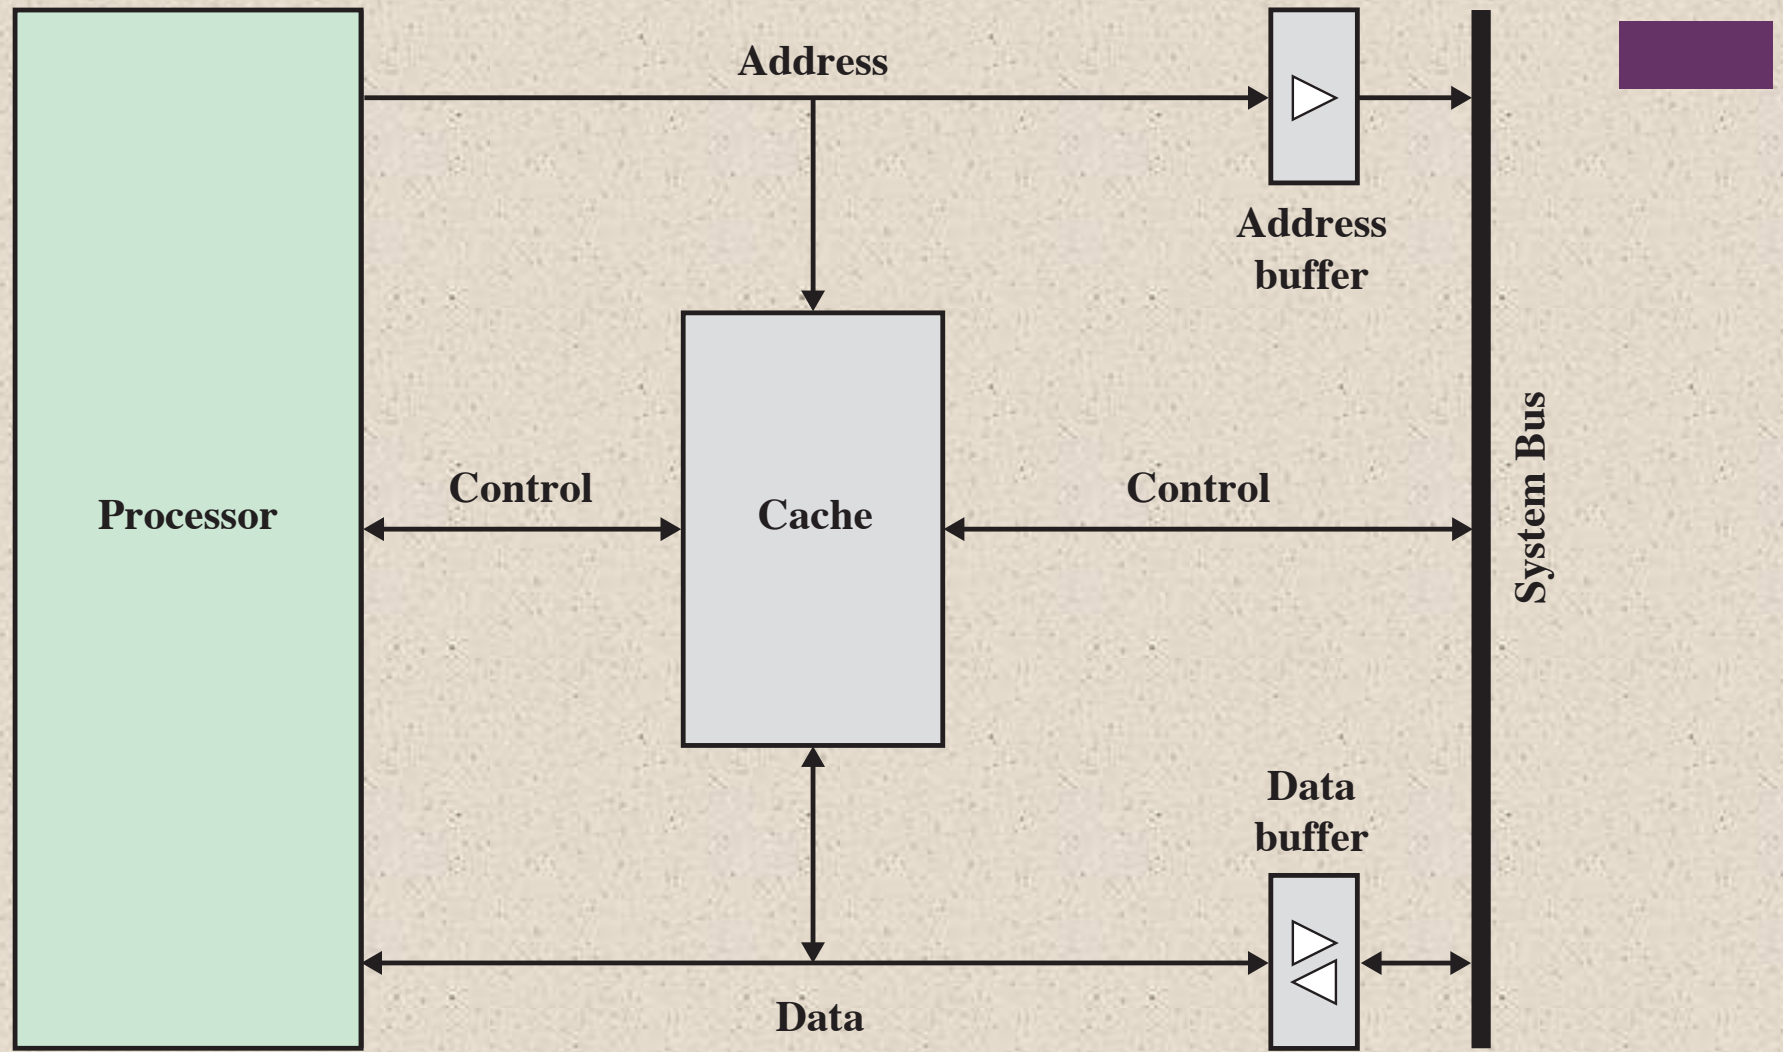 Address
Address
buffer
Processor
Control
Cache
Control
System Bus
Data
buffer
Data